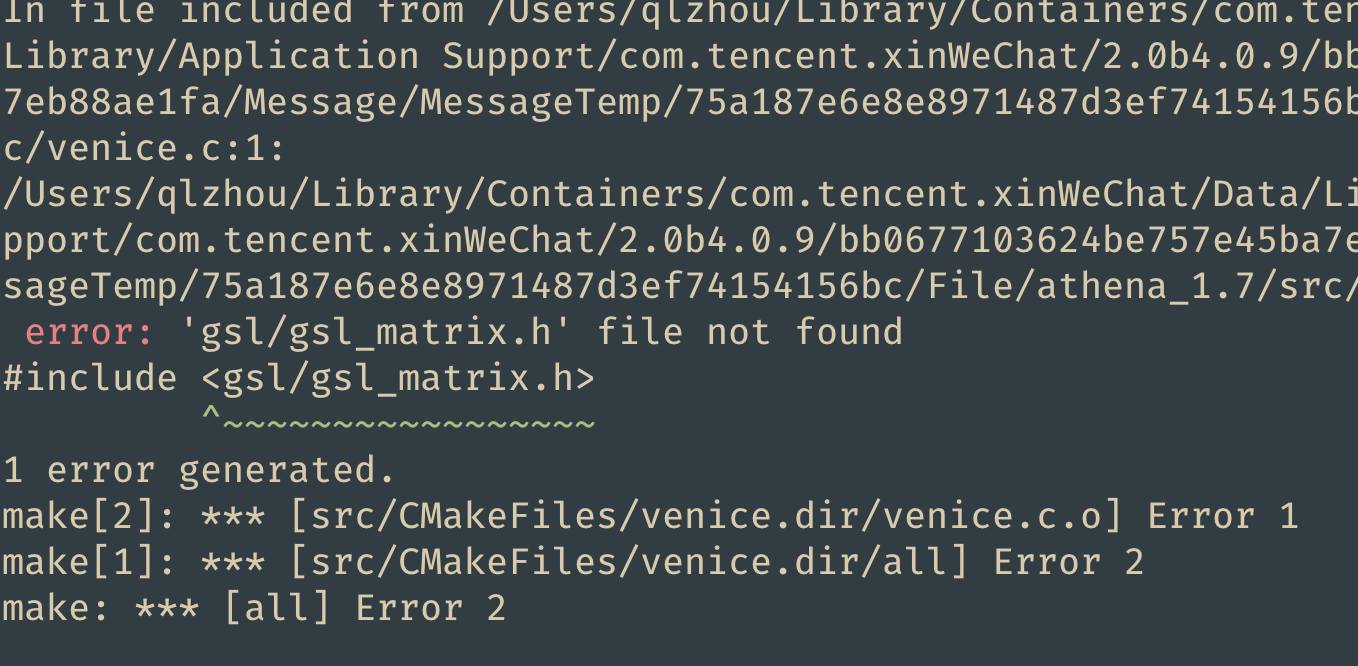 In file included from /Users/qlzhou/Library/Containers/com.ten
Library/Application Support/com.tencent.xinWeChat/2.0b4.0.9/bb
7eb88ae1fa/Message/MessageTemp/75a187e6e8e8971487d3ef74154156b
c/venice.c:1:
/Users/qlzhou/Library/Containers/com.tencent.xinWeChat/Data/Li
pport/com.tencent.xinWeChat/2.0b4.0.9/bb0677103624be757e45ba7e
sageTemp/75a187e6e8e8971487d3ef74154156bc/File/athena_1.7/src/
error: 'gsl/gsl_matrix.h' file not found
#include <gsl/gsl_matrix.h>
^~~~~~~~~~~~~~~~~~
1 error generated.
make[2]: *** [src/CMakeFiles/venice.dir/venice.c.o] Error 1
make[1]: *** [src/CMakeFiles/venice.dir/all] Error 2
make: *** [all] Error 2